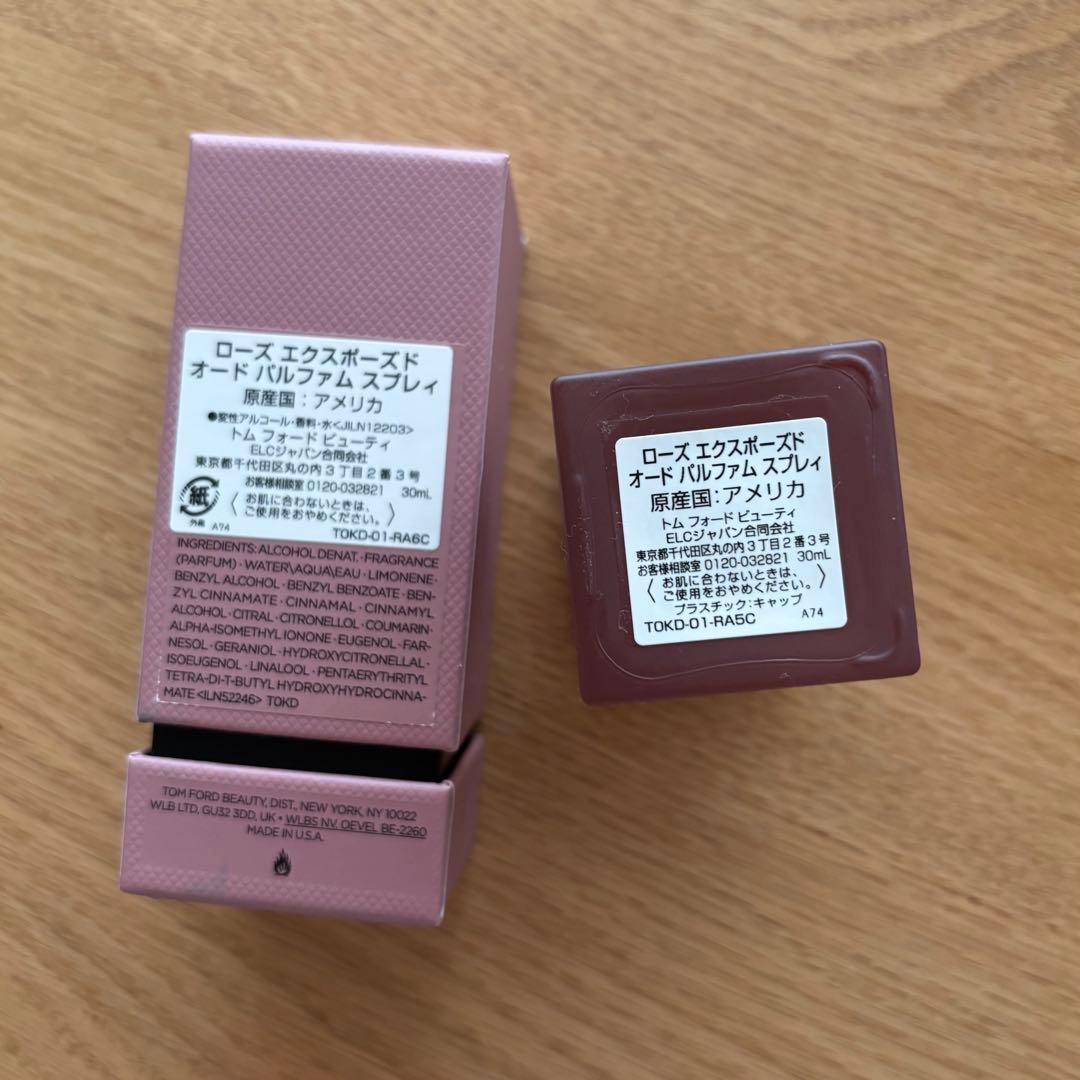 ローズ エクスポーズド
オード パルファム スプレィ
原産国：アメリカ
●変性アルコール・香料・水<JILN12203>
トム フォード ビューティ
ELCジャパン合同会社
東京都千代田区丸の内3丁目2番3号
お客様相談室 0120-032821 30mL
紙
外箱 A74
〈お肌に合わないときは、
ご使用をおやめください。〉
TOKD-01-RA6C
INGREDIENTS: ALCOHOL DENAT. · FRAGRANCE
(PARFUM) · WATER\AQUA\EAU · LIMONENE ·
BENZYL ALCOHOL · BENZYL BENZOATE · BEN-
ZYL CINNAMATE · CINNAMAL · CINNAMYL
ALCOHOL · CITRAL · CITRONELLOL · COUMARIN ·
ALPHA-ISOMETHYL IONONE · EUGENOL · FAR-
NESOL · GERANIOL · HYDROXYCITRONELLAL ·
ISOEUGENOL · LINALOOL · PENTAERYTHRITYL
TETRA-DI-T-BUTYL HYDROXYHYDROCINNA-
MATE <ILN52246> TOKD
TOM FORD BEAUTY, DIST., NEW YORK, NY 10022
WLB LTD, GU32 3DD, UK • WLBS NV. OEVEL BE-2260
MADE IN U.S.A.
ローズ エクスポーズド
オード パルファム スプレィ
原産国：アメリカ
トム フォード ビューティ
ELCジャパン合同会社
東京都千代田区丸の内3丁目2番3号
お客様相談室 0120-032821 30mL
〈お肌に合わないときは、
ご使用をおやめください。〉
プラスチック：キャップ A74
TOKD-01-RA5C